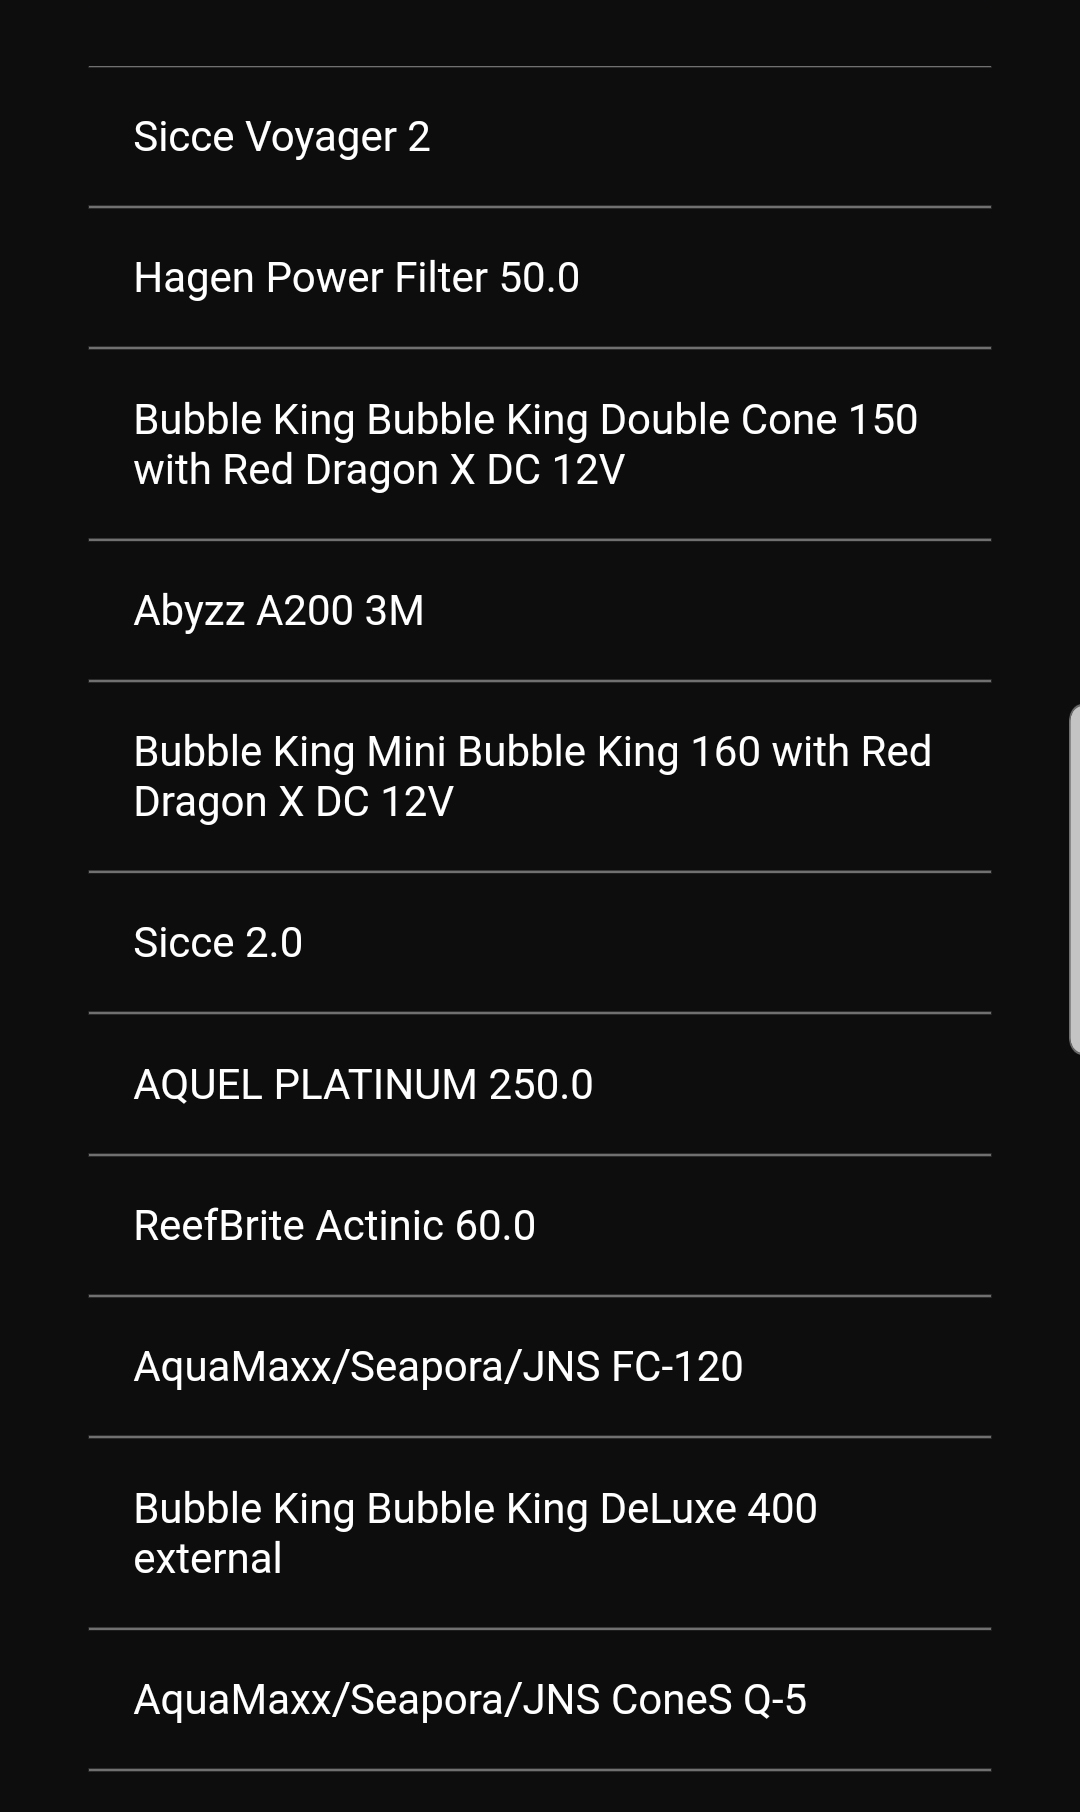 Sicce Voyager 2
Hagen Power Filter 50.0
Bubble King Bubble King Double Cone 150
with Red Dragon X DC 12V
Abyzz A200 3M
Bubble King Mini Bubble King 160 with Red
Dragon X DC 12V
Sicce 2.0
AQUEL PLATINUM 250.0
ReefBrite Actinic 60.0
AquaMaxx/Seapora/JNS FC-120
Bubble King Bubble King DeLuxe 400
external
AquaMaxx/Seapora/JNS ConeS Q-5